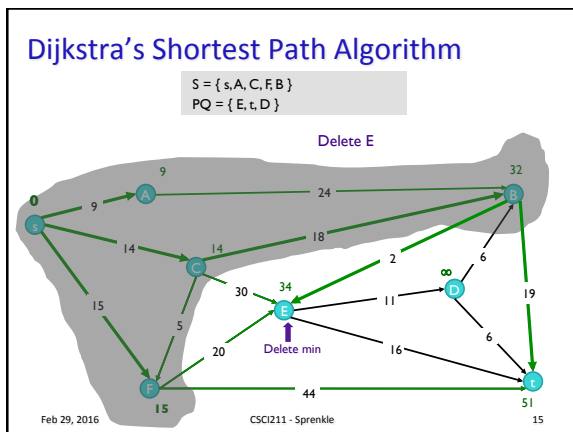 Dijkstra's Shortest Path Algorithm
S = { s, A, C, F, B }
PQ = { E, t, D }
Delete E
9
32
0
A
24
B
9
s
14
14
18
C
2
∞
6
D
15
30
34
19
E
11
5
Delete min
16
6
20
F
44
t
15
51
Feb 29, 2016
CSCI211 - Sprenkle
15